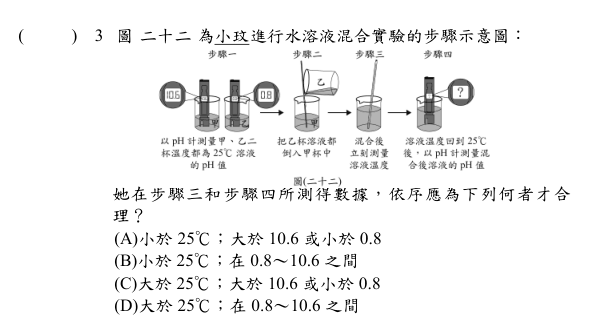 (　　) 3 圖 二十二 為小玟進行水溶液混合實驗的步驟示意圖：
步驟一 步驟二 步驟三 步驟四
10.6 甲 乙 0.8 乙 甲 ?
以 pH 計測量甲、乙二 把乙杯溶液都 混合後 溶液溫度回到 25℃
杯溫度都為 25℃ 溶液 倒入甲杯中 立刻測量 後，以 pH 計測量混
的 pH 值 溶液溫度 合後溶液的 pH 值
圖(二十二)
她在步驟三和步驟四所測得數據，依序應為下列何者才合
理？
(A)小於 25℃；大於 10.6 或小於 0.8
(B)小於 25℃；在 0.8～10.6 之間
(C)大於 25℃；大於 10.6 或小於 0.8
(D)大於 25℃；在 0.8～10.6 之間